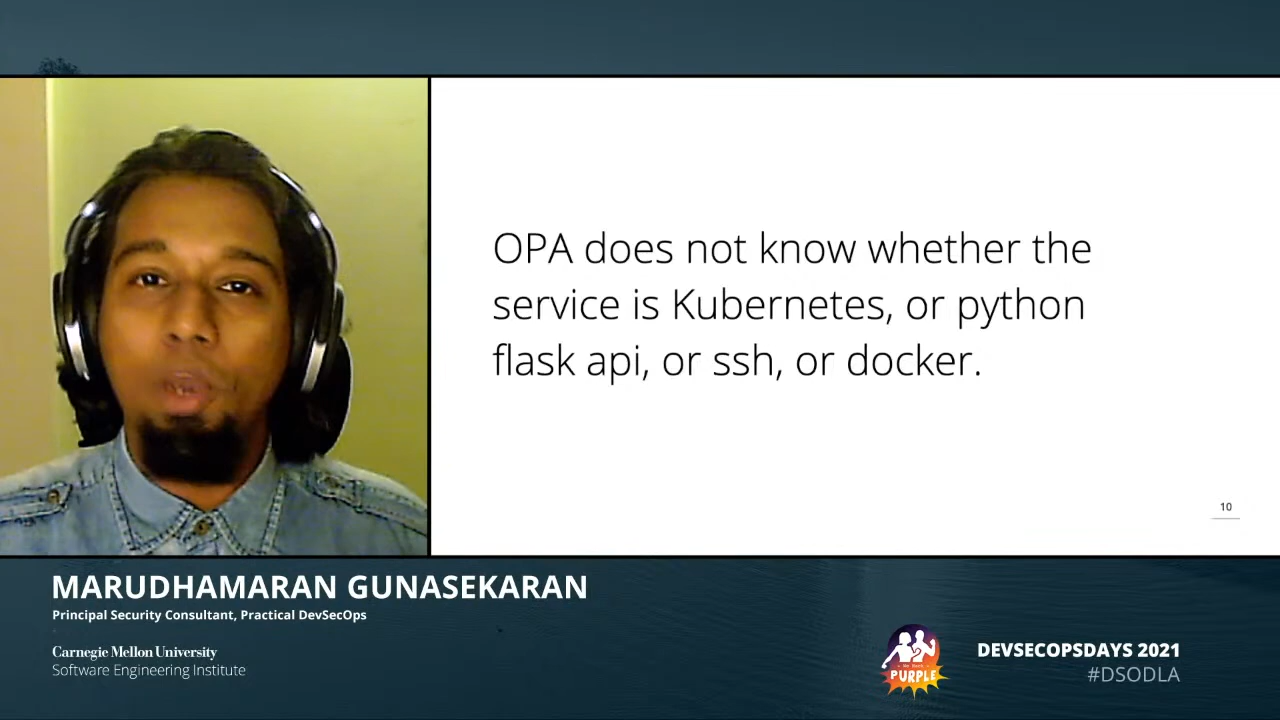 OPA does not know whether the
service is Kubernetes, or python
flask api, or ssh, or docker.
10
MARUDHAMARAN GUNASEKARAN
Principal Security Consultant, Practical DevSecOps
Carnegie Mellon University
Software Engineering Institute
PURPLE
DEVSECOPSDAYS 2021
#DSODLA